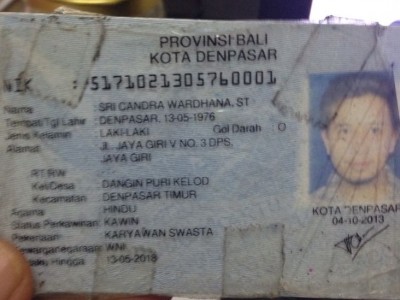 PROVINSI BALI
KOTA DENPASAR
NIK : 5171021305760001
Nama : SRI CANDRA WARDHANA, ST
Tempat/Tgl Lahir : DENPASAR, 13-05-1976
Jenis Kelamin : LAKI-LAKI Gol Darah : O
Alamat : JL. JAYA GIRI V NO. 3 DPS,
JAYA GIRI
RT/RW :
Kel/Desa : DANGIN PURI KELOD
Kecamatan : DENPASAR TIMUR
Agama : HINDU
Status Perkawinan : KAWIN
Pekerjaan : KARYAWAN SWASTA
Kewarganegaraan : WNI
Hingga : 13-05-2018
KOTA DENPASAR
04-10-2013